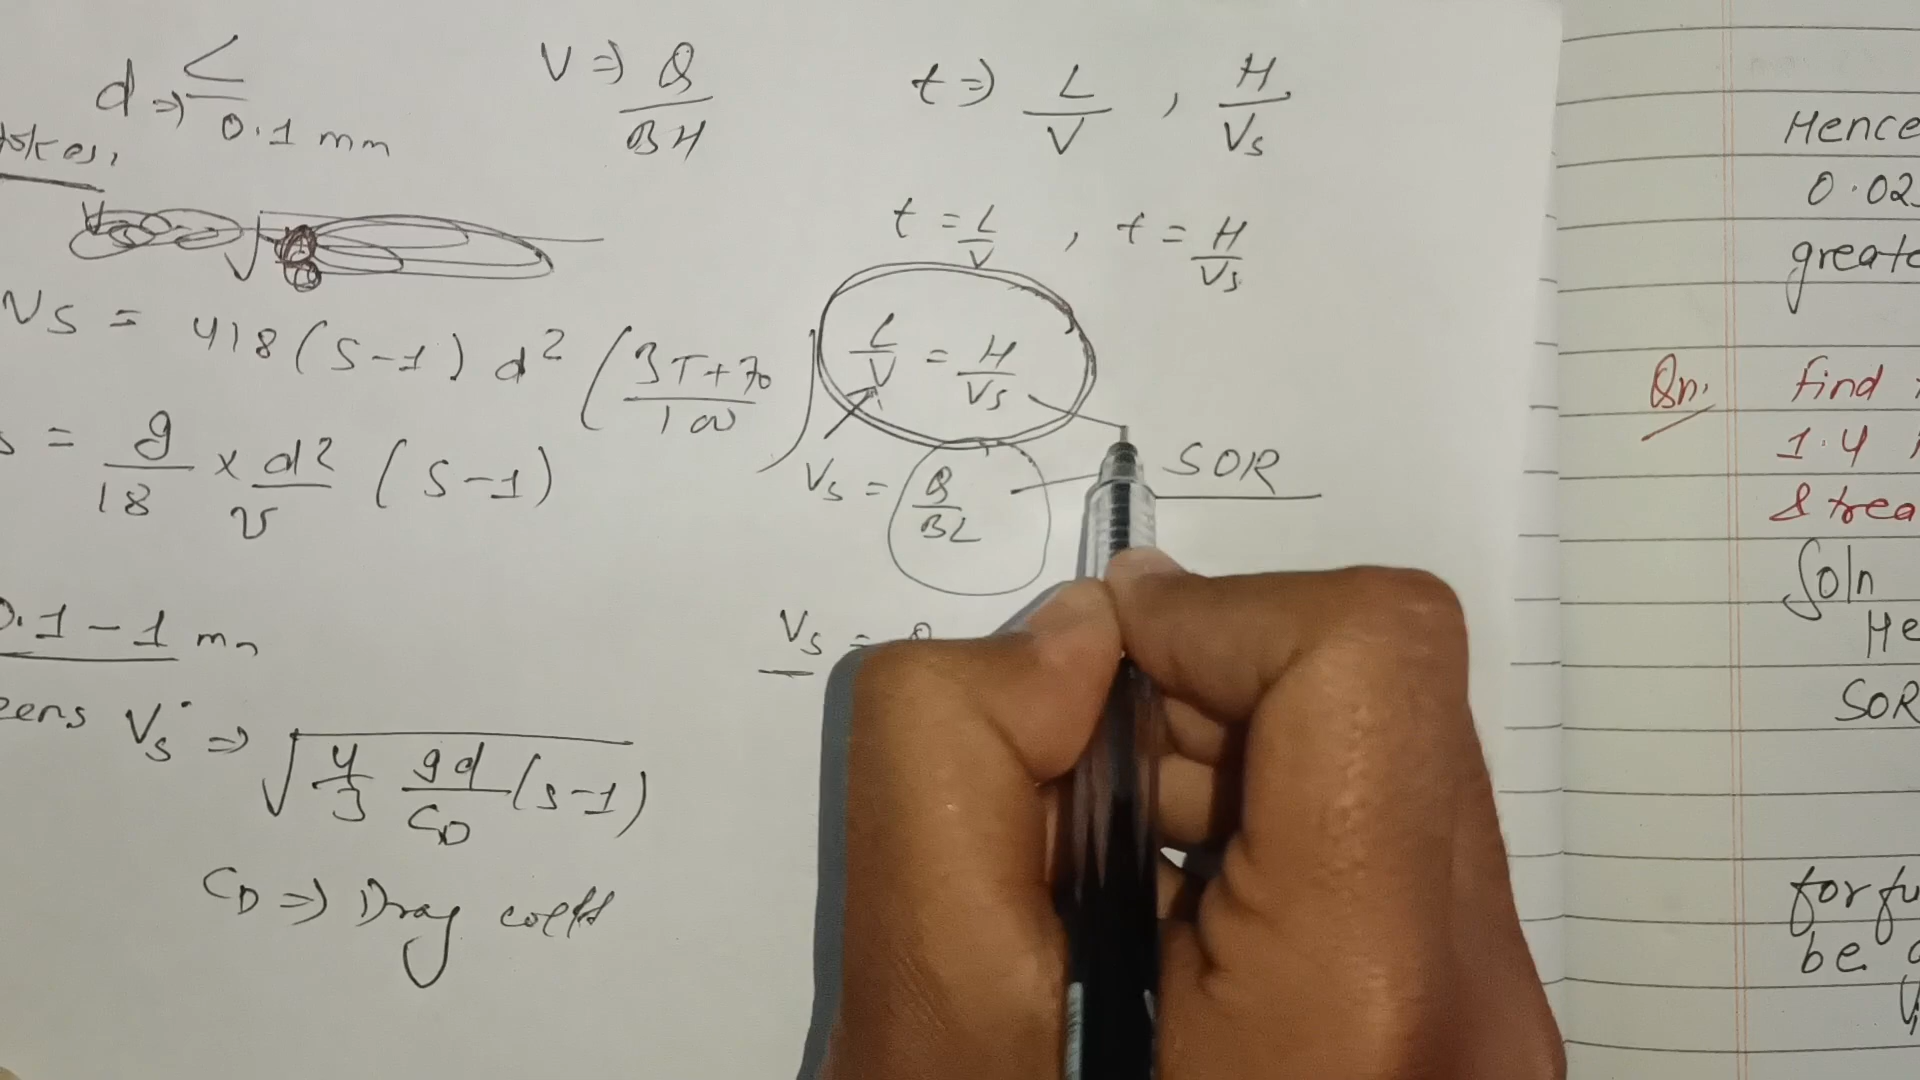 d ⇒ < 0.1 mm
V ⇒ Q/BH
t ⇒ L/V , H/Vs
t = L/V , t = H/Vs
Vs = 418 (S-1) d² (3T+70/100)
L/V = H/Vs
= g/18 × d²/ν (S-1)
Vs = Q/BL
SOR
0.1 - 1 mm
Vs =
Vs ⇒ √(4/3 gd/CD (s-1))
CD ⇒ Drag coeff
Hence
0.02
Qn. find
1.4
& trea
Soln
He
SOR
for fu
be